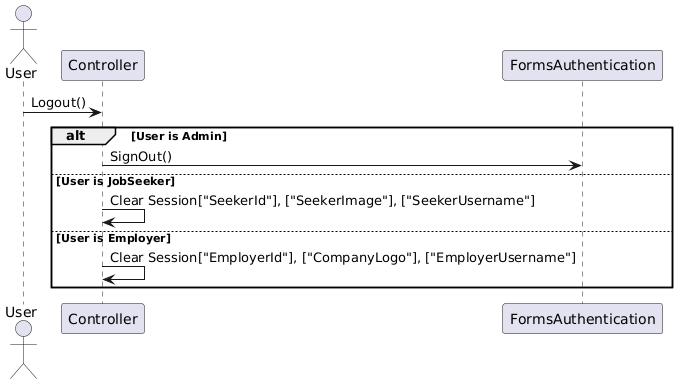 User
Controller
FormsAuthentication
Logout()
alt
[User is Admin]
SignOut()
[User is JobSeeker]
Clear Session["SeekerId"], ["SeekerImage"], ["SeekerUsername"]
[User is Employer]
Clear Session["EmployerId"], ["CompanyLogo"], ["EmployerUsername"]
User
Controller
FormsAuthentication